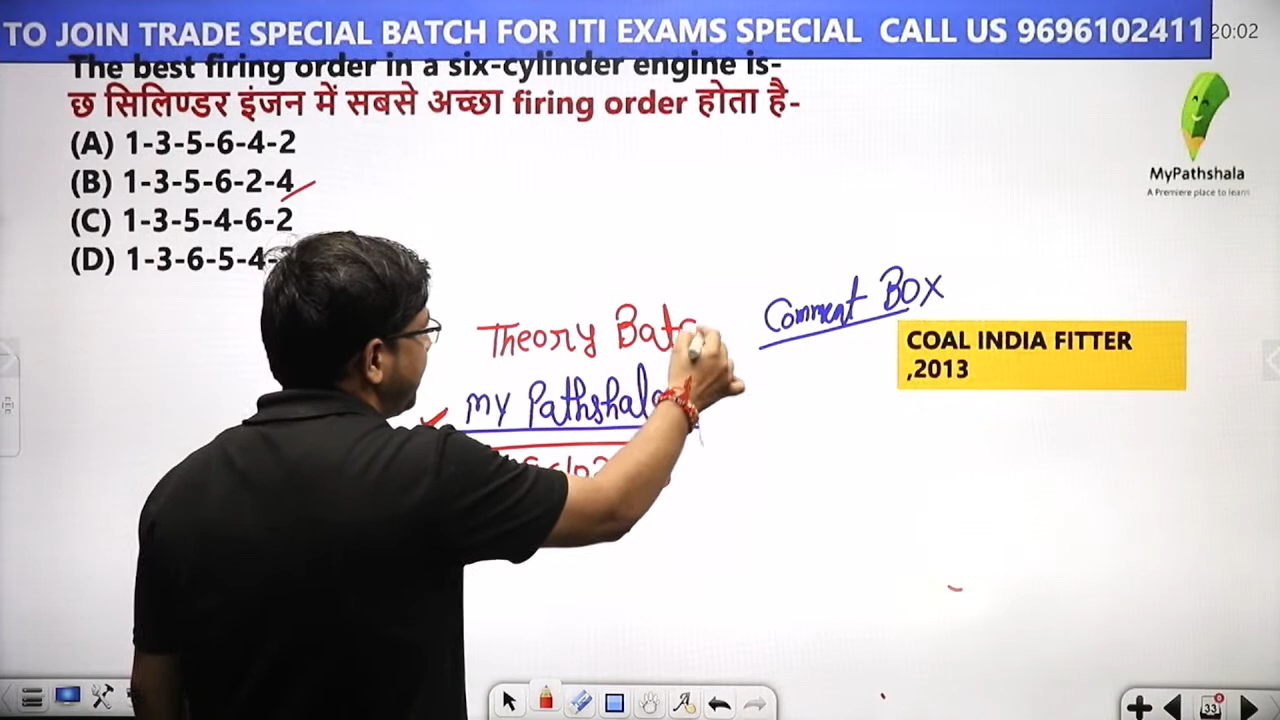 TO JOIN TRADE SPECIAL BATCH FOR ITI EXAMS SPECIAL CALL US 9696102411
20:02
The best firing order in a six-cylinder engine is-
छ सिलिण्डर इंजन में सबसे अच्छा firing order होता है-
(A) 1-3-5-6-4-2
(B) 1-3-5-6-2-4
(C) 1-3-5-4-6-2
(D) 1-3-6-5-4-
MyPathshala
A Premiere place to learn
Comment Box
Theory
COAL INDIA FITTER
,2013
My Pathshala
33